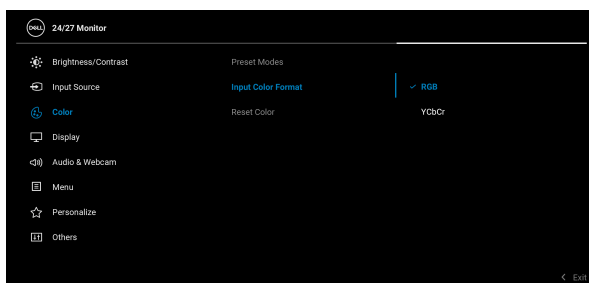 DELL 24/27 Monitor
Brightness/Contrast Preset Modes
Input Source Input Color Format RGB
Color Reset Color YCbCr
Display
Audio & Webcam
Menu
Personalize
Others
Exit